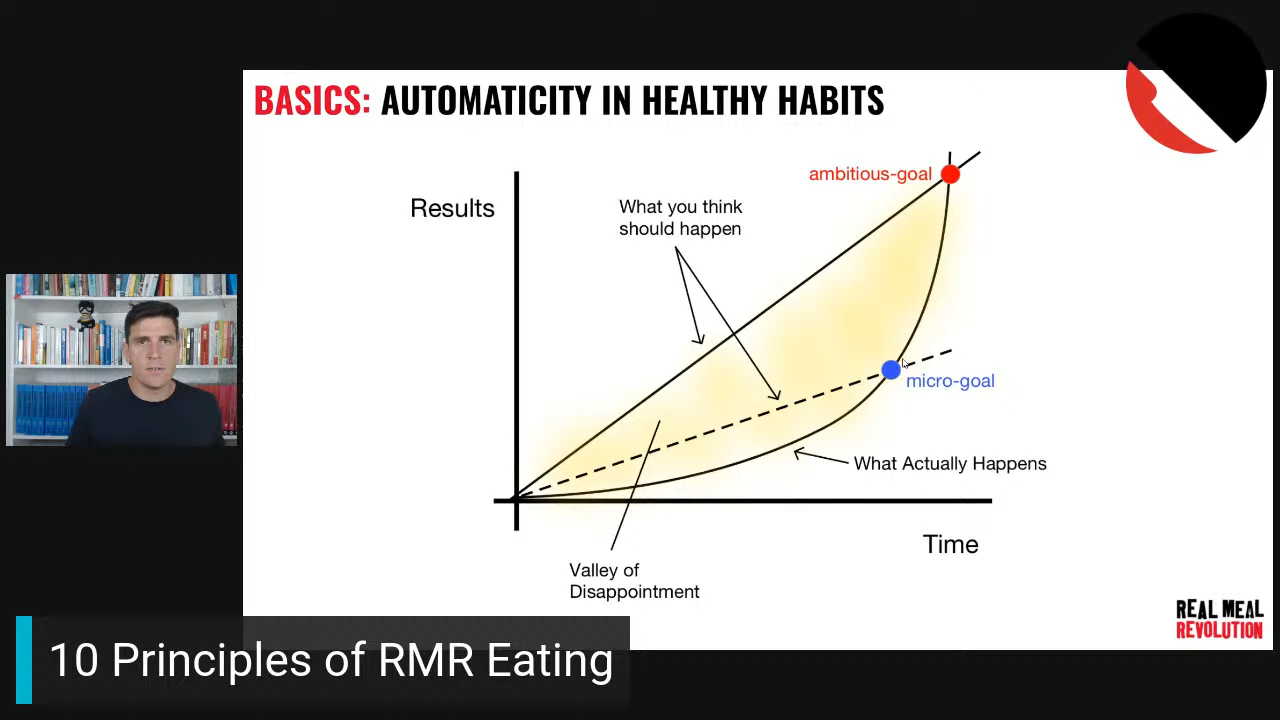 BASICS: AUTOMATICITY IN HEALTHY HABITS
ambitious-goal
Results
What you think
should happen
micro-goal
What Actually Happens
Time
Valley of
Disappointment
REAL MEAL
REVOLUTION
10 Principles of RMR Eating